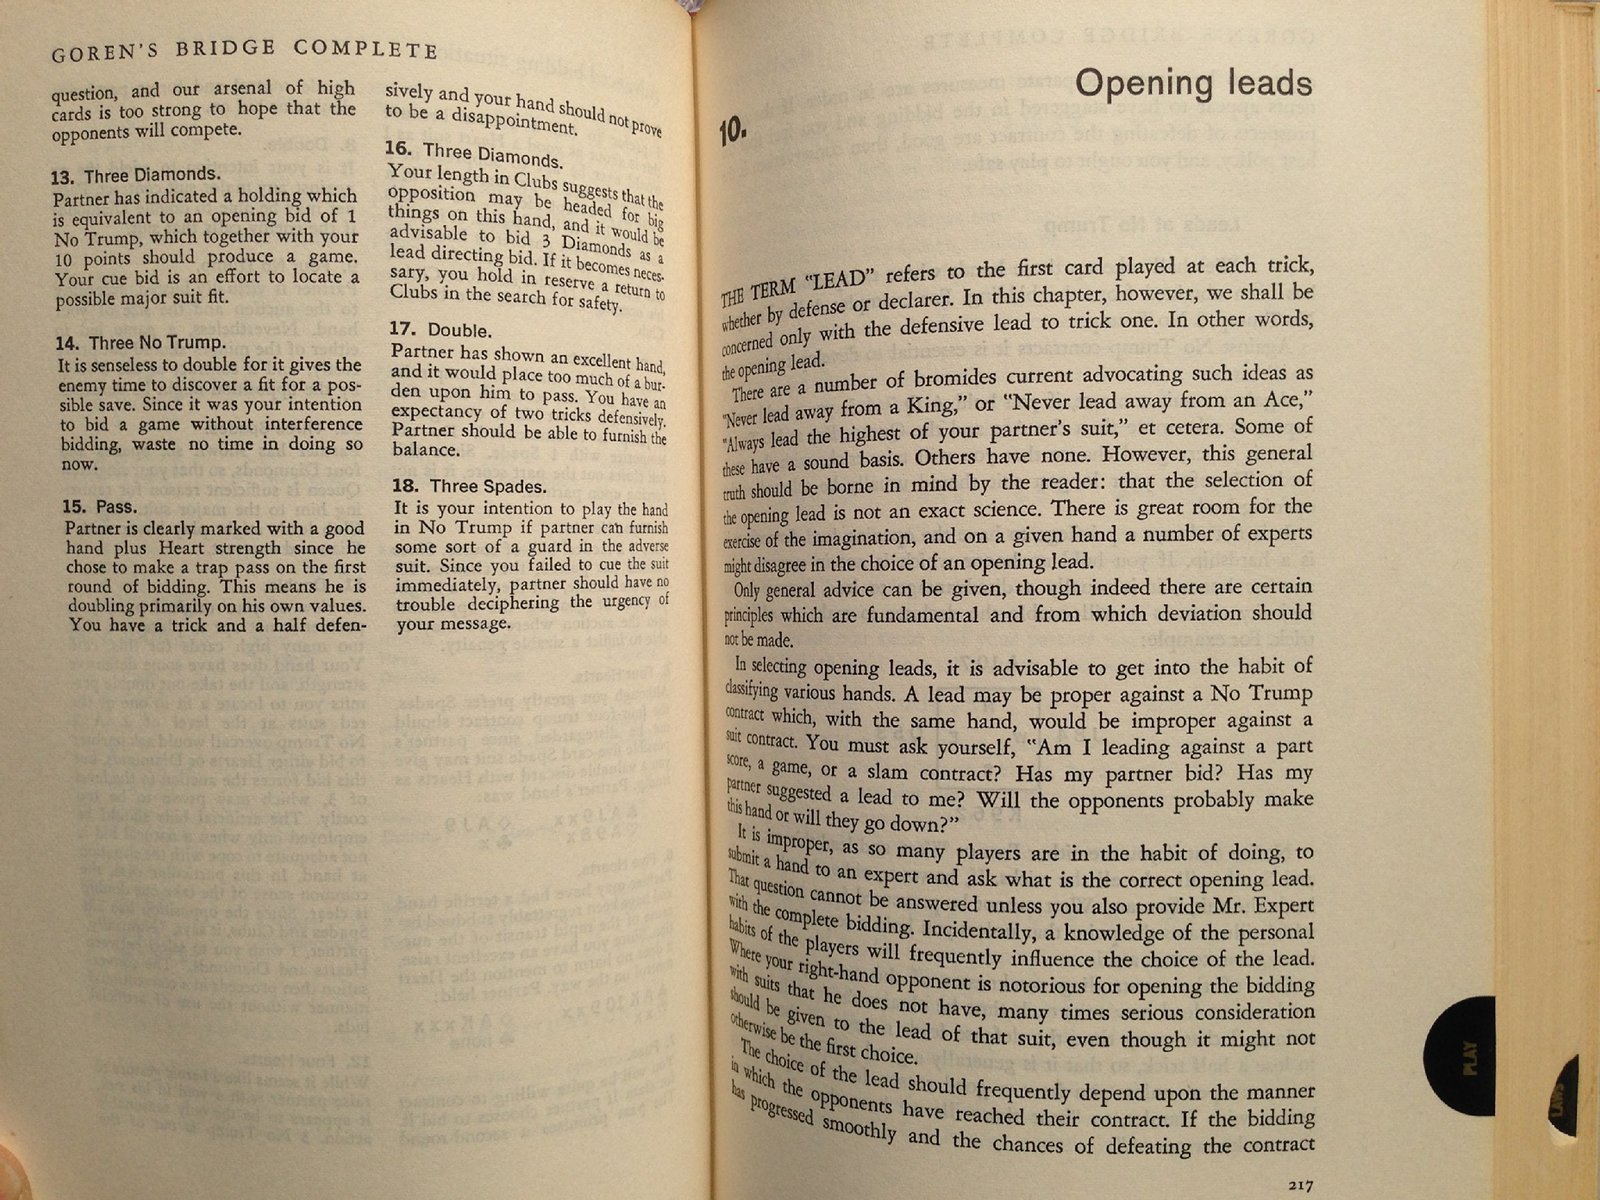 GOREN'S BRIDGE COMPLETE
question, and our arsenal of high
cards is too strong to hope that the
opponents will compete.
13. Three Diamonds.
Partner has indicated a holding which
is equivalent to an opening bid of 1
No Trump, which together with your
10 points should produce a game.
Your cue bid is an effort to locate a
possible major suit fit.
14. Three No Trump.
It is senseless to double for it gives the
enemy time to discover a fit for a pos-
sible save. Since it was your intention
to bid a game without interference
bidding, waste no time in doing so
now.
15. Pass.
Partner is clearly marked with a good
hand plus Heart strength since he
chose to make a trap pass on the first
round of bidding. This means he is
doubling primarily on his own values.
You have a trick and a half defen-
sively and your hand should not prove
to be a disappointment.
16. Three Diamonds.
Your length in Clubs suggests that the
opposition may be headed for big
things on this hand, and it would be
advisable to bid 3 Diamonds as a
lead directing bid. If it becomes neces-
sary, you hold in reserve a return to
Clubs in the search for safety.
17. Double.
Partner has shown an excellent hand,
and it would place too much of a bur-
den upon him to pass. You have an
expectancy of two tricks defensively.
Partner should be able to furnish the
balance.
18. Three Spades.
It is your intention to play the hand
in No Trump if partner can furnish
some sort of a guard in the adverse
suit. Since you failed to cue the suit
immediately, partner should have no
trouble deciphering the urgency of
your message.
Opening leads
10.
THE TERM "LEAD" refers to the first card played at each trick,
whether by defense or declarer. In this chapter, however, we shall be
concerned only with the defensive lead to trick one. In other words,
the opening lead.
There are a number of bromides current advocating such ideas as
"Never lead away from a King," or "Never lead away from an Ace,"
"Always lead the highest of your partner's suit," et cetera. Some of
these have a sound basis. Others have none. However, this general
truth should be borne in mind by the reader: that the selection of
the opening lead is not an exact science. There is great room for the
exercise of the imagination, and on a given hand a number of experts
might disagree in the choice of an opening lead.
Only general advice can be given, though indeed there are certain
principles which are fundamental and from which deviation should
not be made.
In selecting opening leads, it is advisable to get into the habit of
classifying various hands. A lead may be proper against a No Trump
contract which, with the same hand, would be improper against a
suit contract. You must ask yourself, "Am I leading against a part
score, a game, or a slam contract? Has my partner bid? Has my
partner suggested a lead to me? Will the opponents probably make
this hand or will they go down?"
It is improper, as so many players are in the habit of doing, to
submit a hand to an expert and ask what is the correct opening lead.
That question cannot be answered unless you also provide Mr. Expert
with the complete bidding. Incidentally, a knowledge of the personal
habits of the players will frequently influence the choice of the lead.
Where your right-hand opponent is notorious for opening the bidding
with suits that he does not have, many times serious consideration
should be given to the lead of that suit, even though it might not
otherwise be the first choice.
The choice of the lead should frequently depend upon the manner
in which the opponents have reached their contract. If the bidding
has progressed smoothly and the chances of defeating the contract
217
PLAY
LAWS